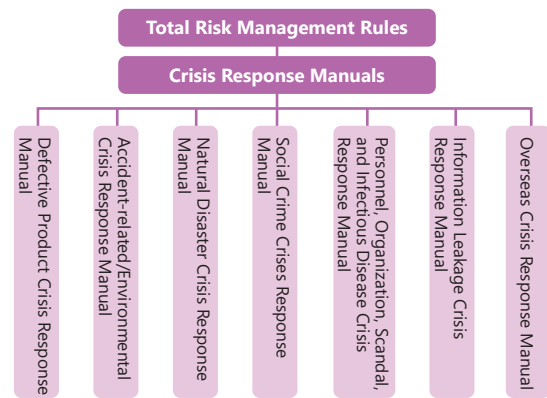 Total Risk Management Rules
Crisis Response Manuals
Defective Product Crisis Response
Manual
Accident-related/Environmental
Crisis Response Manual
Natural Disaster Crisis Response
Manual
Social Crime Crises Response
Manual
Personnel, Organization, Scandal,
and Infectious Disease Crisis
Response Manual
Information Leakage Crisis
Response Manual
Overseas Crisis Response Manual